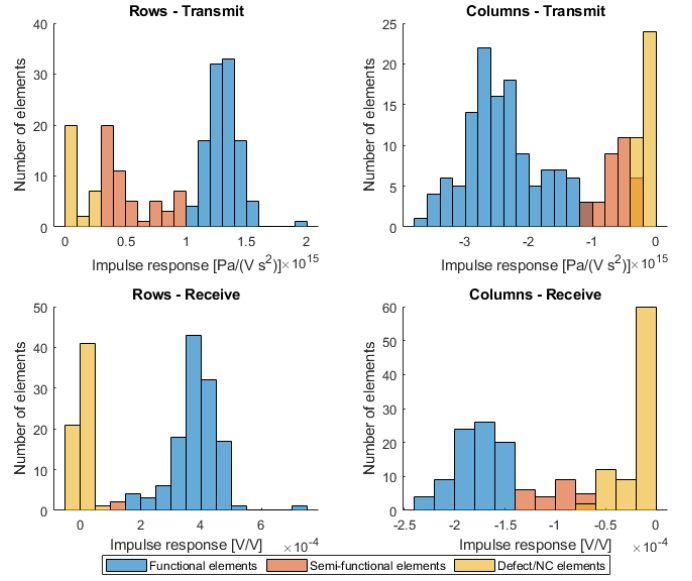 Rows - Transmit
40
30
20
10
0
Number of elements
0 0.5 1 1.5 2
Impulse response [Pa/(V s²)] ×10¹⁵
Columns - Transmit
25
20
15
10
5
0
Number of elements
-3 -2 -1 0
Impulse response [Pa/(V s²)] ×10¹⁵
Rows - Receive
50
40
30
20
10
0
Number of elements
0 2 4 6
Impulse response [V/V] ×10⁻⁴
Columns - Receive
60
50
40
30
20
10
0
Number of elements
-2.5 -2 -1.5 -1 -0.5 0
Impulse response [V/V] ×10⁻⁴
Functional elements Semi-functional elements Defect/NC elements